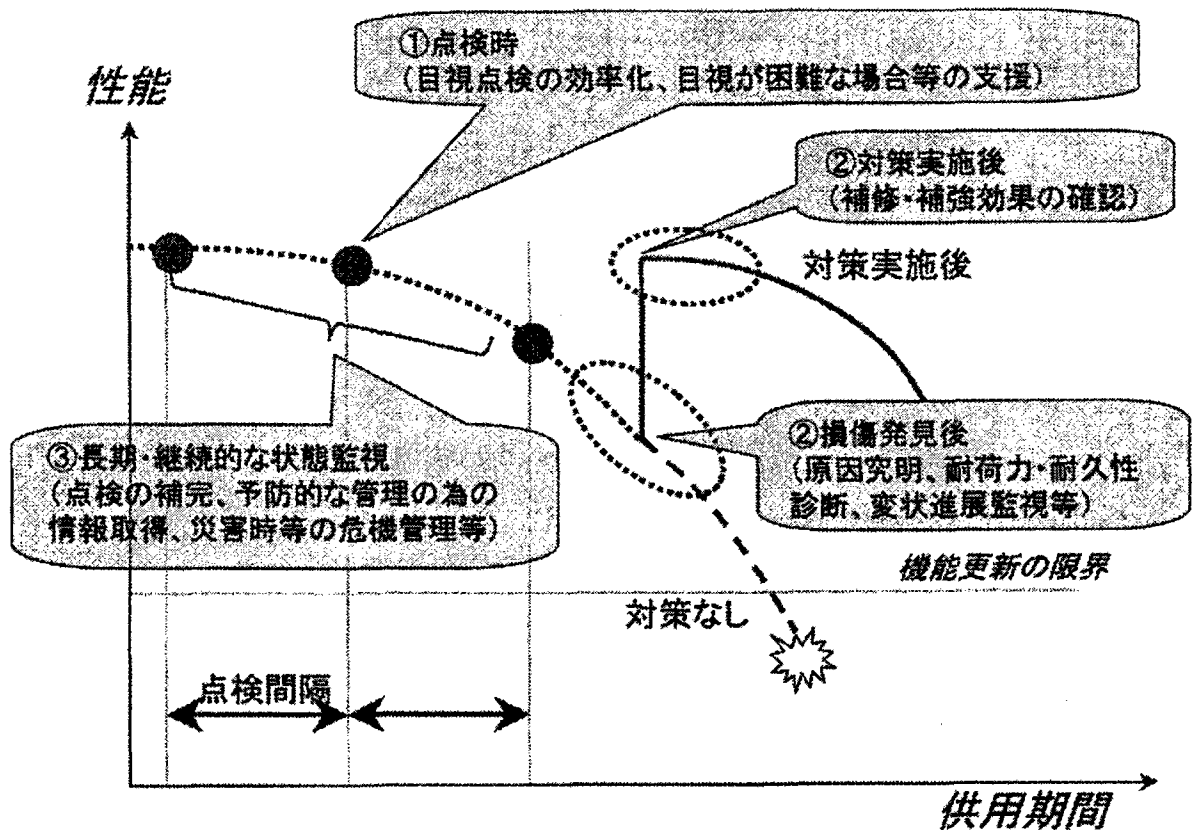 ①点検時
（目視点検の効率化、目視が困難な場合等の支援）
性能
②対策実施後
（補修・補強効果の確認）
対策実施後
②損傷発見後
（原因究明、耐荷力・耐久性
診断、変状進展監視等）
③長期・継続的な状態監視
（点検の補完、予防的な管理の為の
情報取得、災害時等の危機管理等）
機能更新の限界
対策なし
点検間隔
供用期間